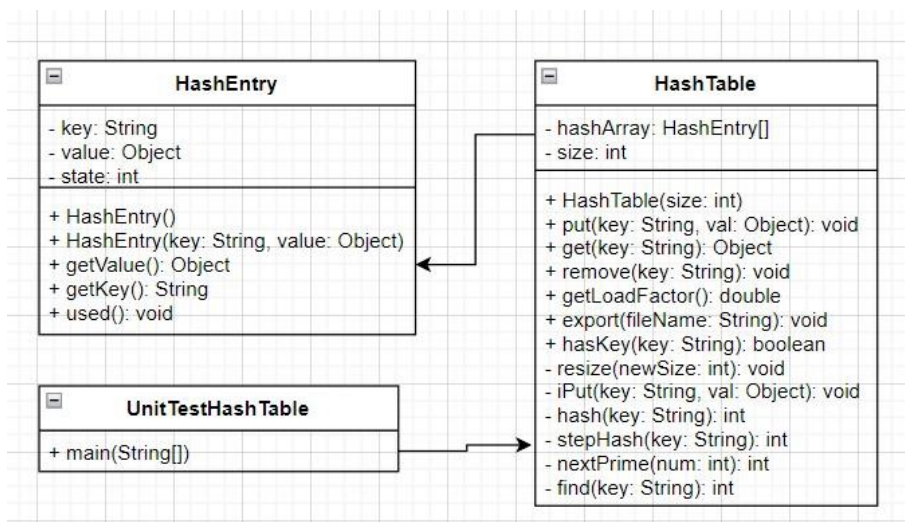 HashEntry
- key: String
- value: Object
- state: int
+ HashEntry()
+ HashEntry(key: String, value: Object)
+ getValue(): Object
+ getKey(): String
+ used(): void
HashTable
- hashArray: HashEntry[]
- size: int
+ HashTable(size: int)
+ put(key: String, val: Object): void
+ get(key: String): Object
+ remove(key: String): void
+ getLoadFactor(): double
+ export(fileName: String): void
+ hasKey(key: String): boolean
- resize(newSize: int): void
- iPut(key: String, val: Object): void
- hash(key: String): int
- stepHash(key: String): int
- nextPrime(num: int): int
- find(key: String): int
UnitTestHashTable
+ main(String[])